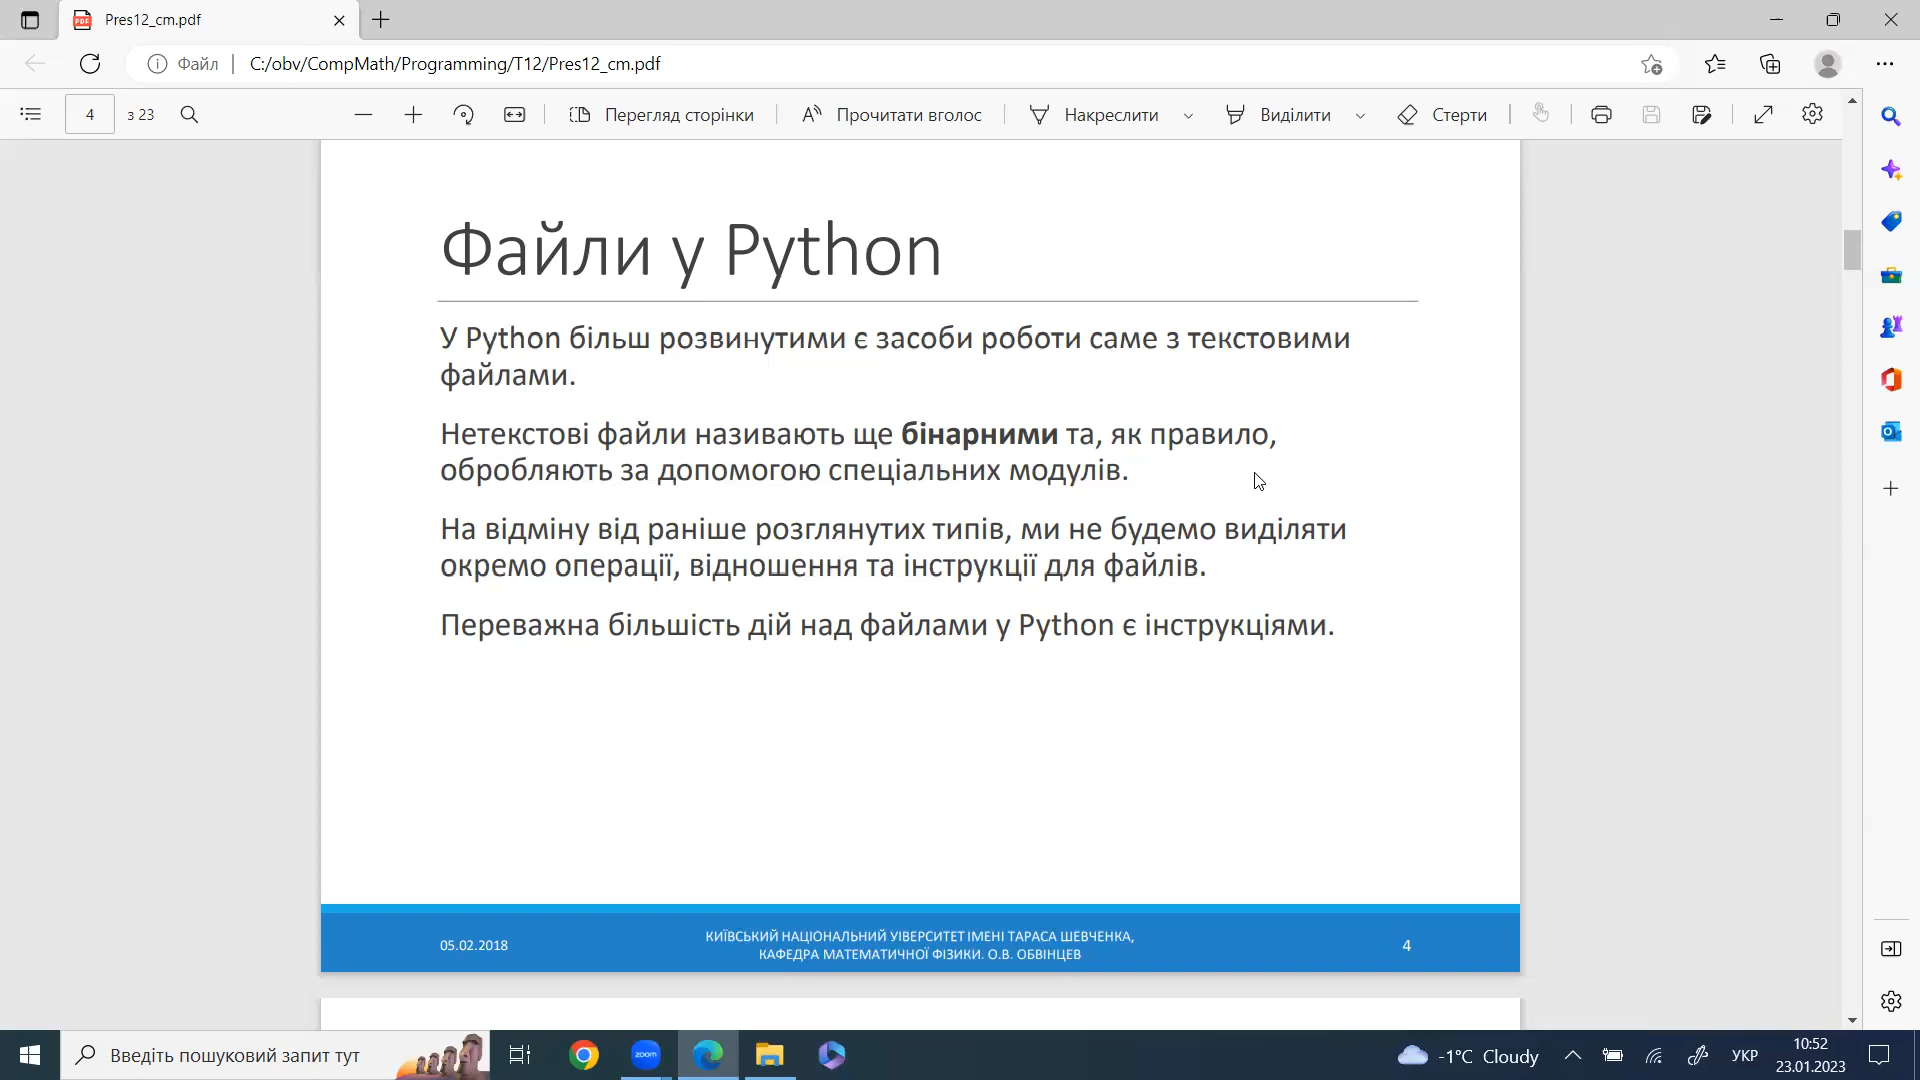 Pres12_cm.pdf
Файл
C:/obv/CompMath/Programming/T12/Pres12_cm.pdf
4
з 23
Перегляд сторінки
Прочитати вголос
Накреслити
Виділити
Стерти
Файли у Python
У Python більш розвинутими є засоби роботи саме з текстовими
файлами.
Нетекстові файли називають ще бінарними та, як правило,
обробляють за допомогою спеціальних модулів.
На відміну від раніше розглянутих типів, ми не будемо виділяти
окремо операції, відношення та інструкції для файлів.
Переважна більшість дій над файлами у Python є інструкціями.
05.02.2018
КИЇВСЬКИЙ НАЦІОНАЛЬНИЙ УІВЕРСИТЕТ ІМЕНІ ТАРАСА ШЕВЧЕНКА,
КАФЕДРА МАТЕМАТИЧНОЇ ФІЗИКИ. О.В. ОБВІНЦЕВ
4
Введіть пошуковий запит тут
zoom
-1°C Cloudy
УКР
10:52
23.01.2023